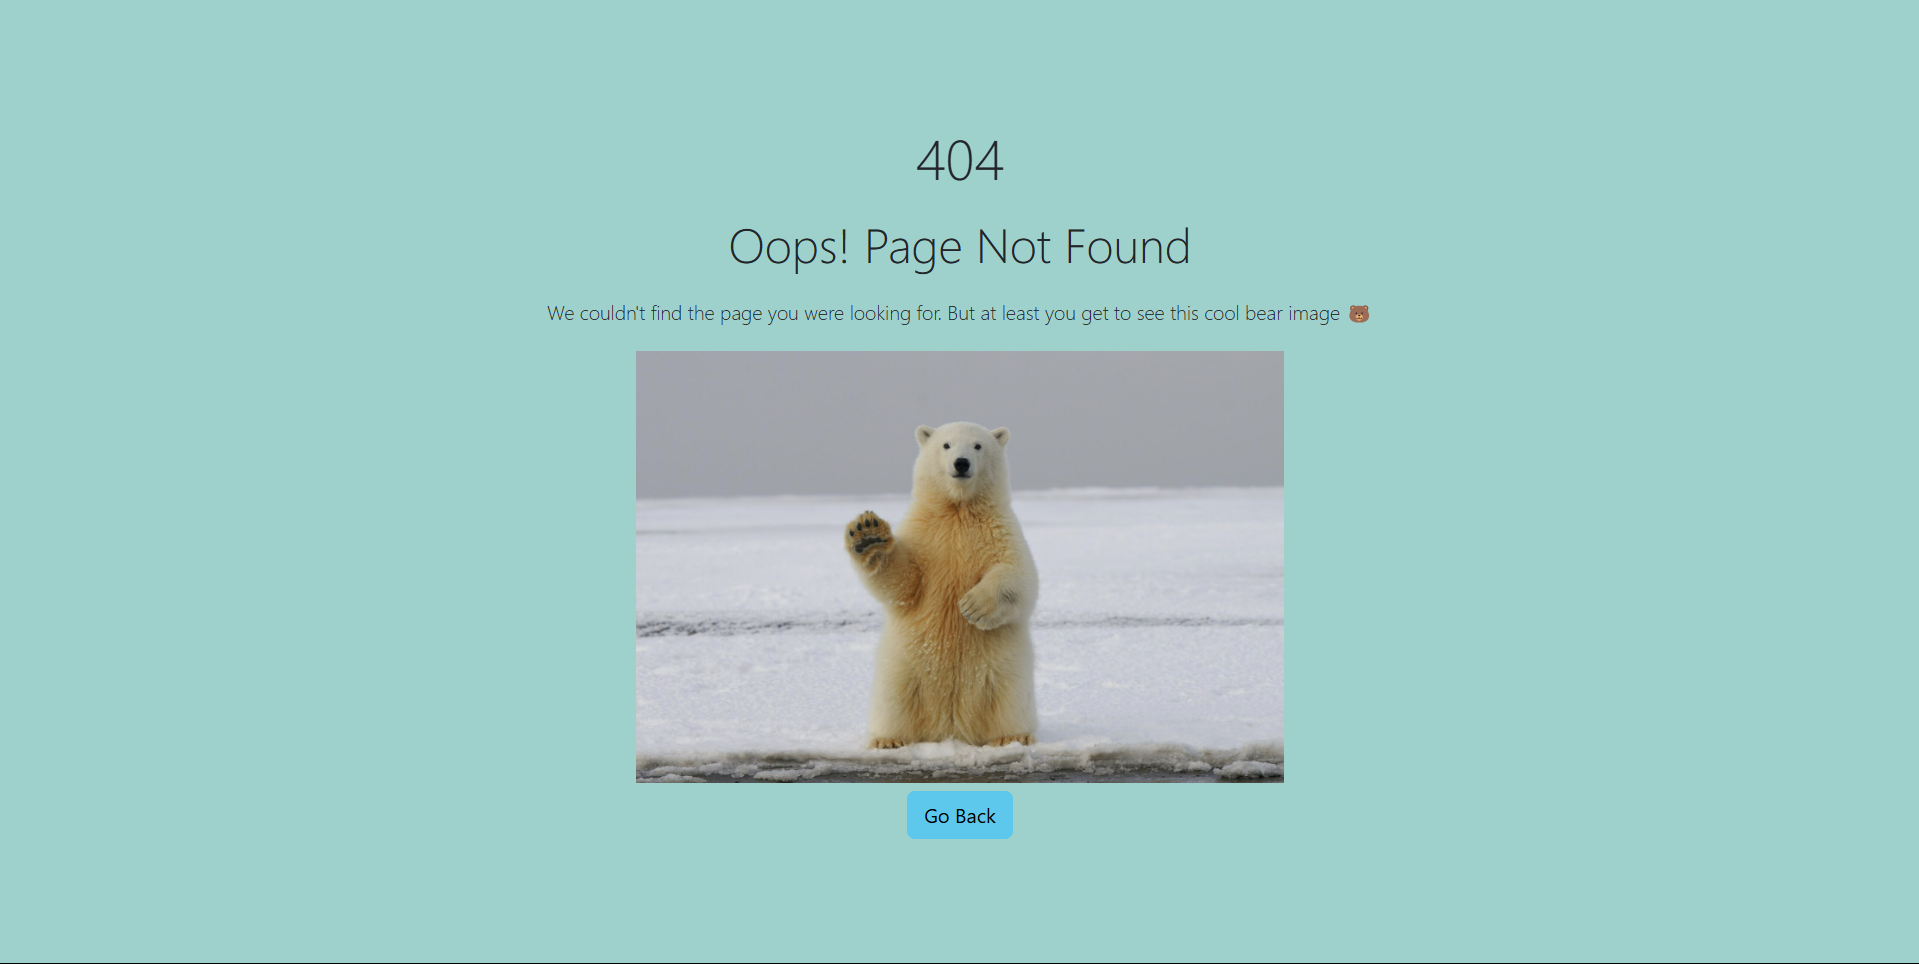 404
Oops! Page Not Found
We couldn't find the page you were looking for. But at least you get to see this cool bear image 🐻
Go Back